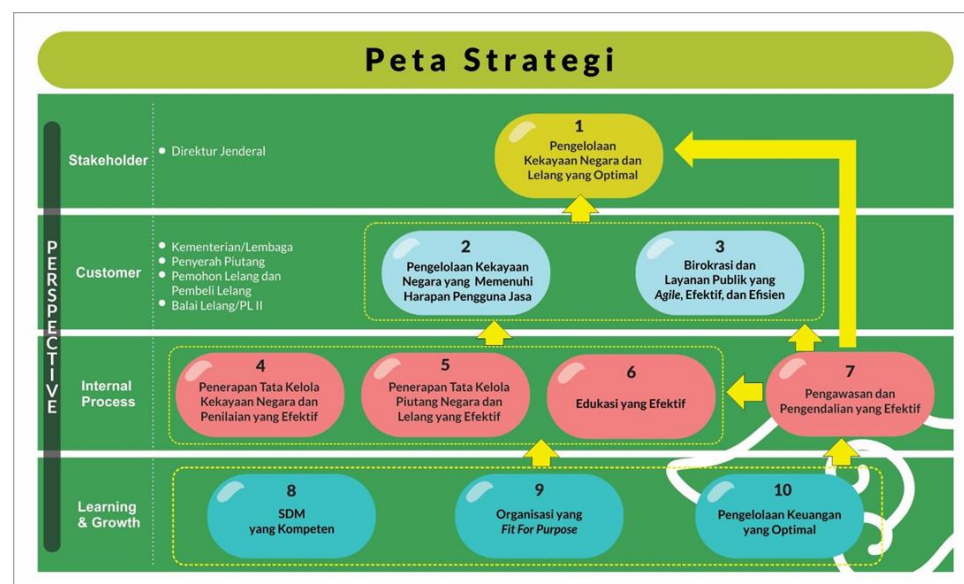 Peta Strategi
PERSPECTIVE
Stakeholder
Direktur Jenderal
1
Pengelolaan
Kekayaan Negara dan
Lelang yang Optimal
Customer
Kementerian/Lembaga
Penyerah Piutang
Pemohon Lelang dan
Pembeli Lelang
Balai Lelang/PL II
2
Pengelolaan Kekayaan
Negara yang Memenuhi
Harapan Pengguna Jasa
3
Birokrasi dan
Layanan Publik yang
Agile, Efektif, dan Efisien
Internal
Process
4
Penerapan Tata Kelola
Kekayaan Negara dan
Penilaian yang Efektif
5
Penerapan Tata Kelola
Piutang Negara dan
Lelang yang Efektif
6
Edukasi yang Efektif
7
Pengawasan dan
Pengendalian yang Efektif
Learning
& Growth
8
SDM
yang Kompeten
9
Organisasi yang
Fit For Purpose
10
Pengelolaan Keuangan
yang Optimal